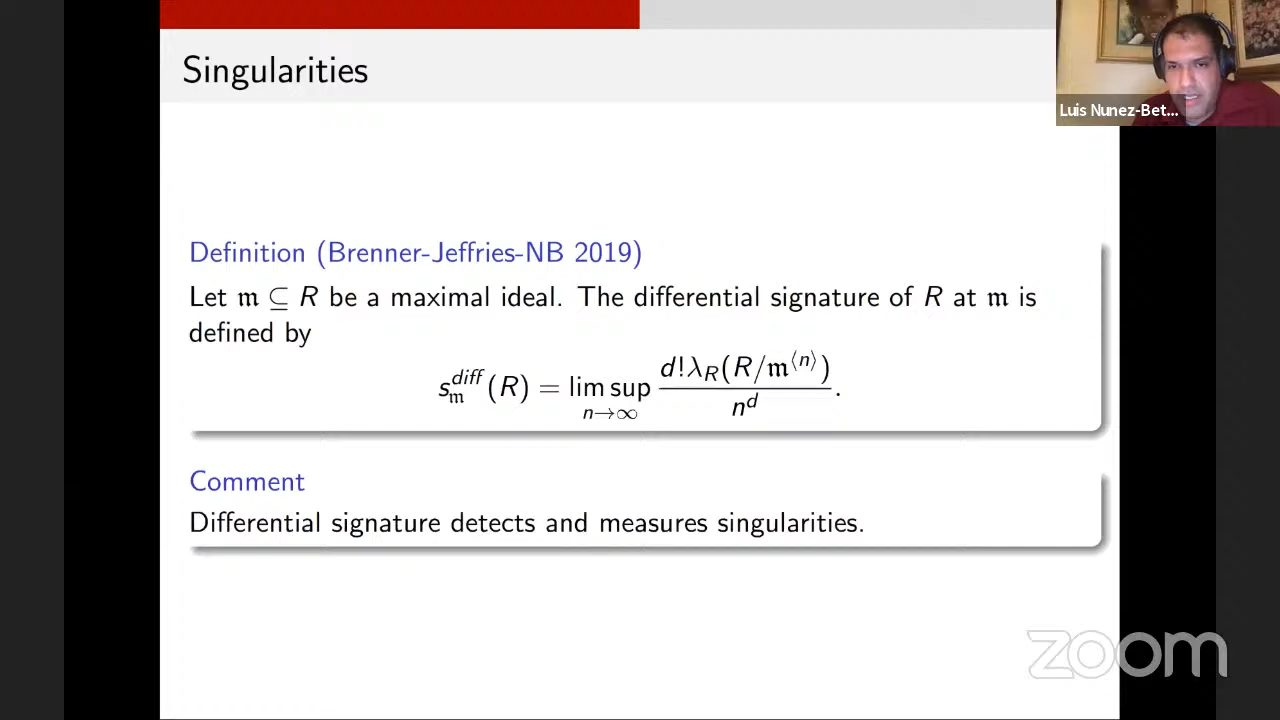 Singularities
Luis Nunez-Bet...
Definition (Brenner-Jeffries-NB 2019)
Let 𝔪 ⊆ R be a maximal ideal. The differential signature of R at 𝔪 is
defined by
s_𝔪^{diff}(R) = lim sup_{n→∞} d!λ_R(R/𝔪^{⟨n⟩}) / n^d.
Comment
Differential signature detects and measures singularities.
zoom